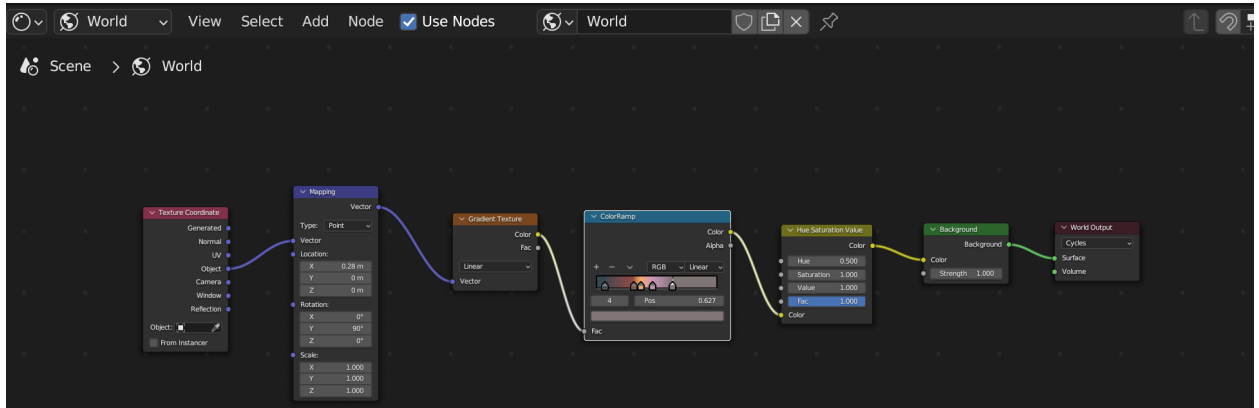 World View Select Add Node Use Nodes World
Scene > World
Texture Coordinate
Generated
Normal
UV
Object
Camera
Window
Reflection
Object:
From Instancer
Mapping
Vector
Type: Point
Vector
Location:
X 0.28 m
Y 0 m
Z 0 m
Rotation:
X 0°
Y 90°
Z 0°
Scale:
X 1.000
Y 1.000
Z 1.000
Gradient Texture
Color
Fac
Linear
Vector
ColorRamp
Color
Alpha
+ − RGB Linear
4 Pos 0.627
Fac
Hue Saturation Value
Color
Hue 0.500
Saturation 1.000
Value 1.000
Fac 1.000
Color
Background
Background
Color
Strength 1.000
World Output
Cycles
Surface
Volume